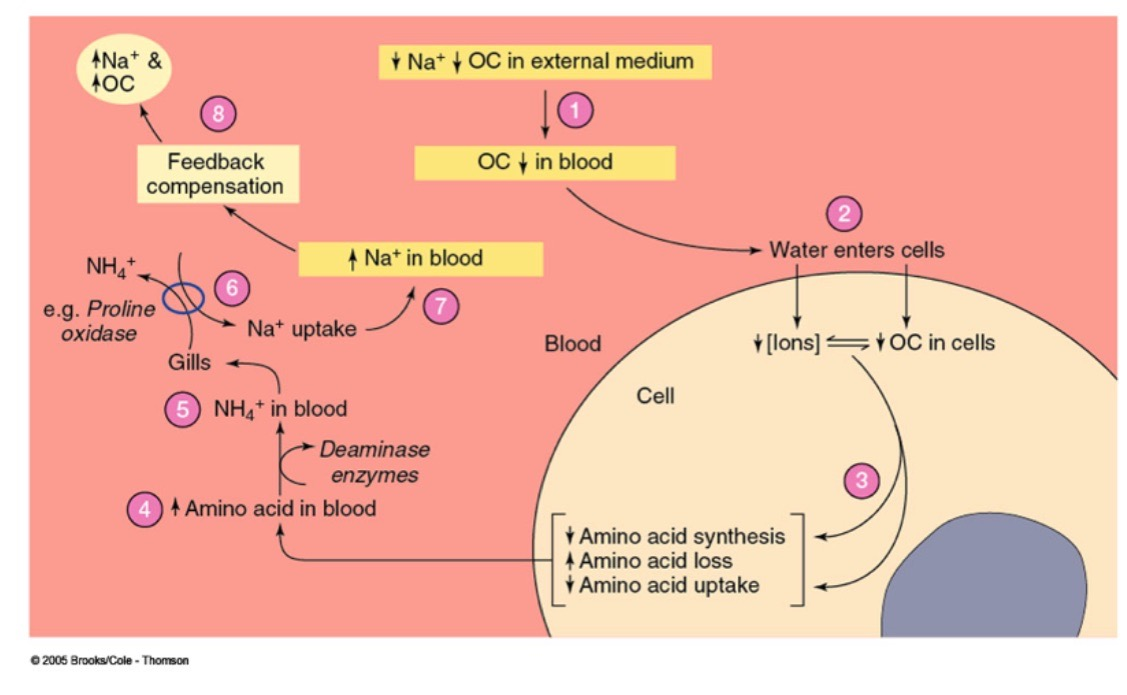 ↑Na⁺ &
↑OC
↓ Na⁺ ↓ OC in external medium
1
8
OC ↓ in blood
Feedback
compensation
2
Water enters cells
↑ Na⁺ in blood
NH₄⁺
6
7
e.g. Proline
oxidase
Na⁺ uptake
Gills
Blood
↓[Ions] ⇌ ↓OC in cells
Cell
5 NH₄⁺ in blood
Deaminase
enzymes
3
4 ↑Amino acid in blood
↓Amino acid synthesis
↑Amino acid loss
↓Amino acid uptake
© 2005 Brooks/Cole - Thomson